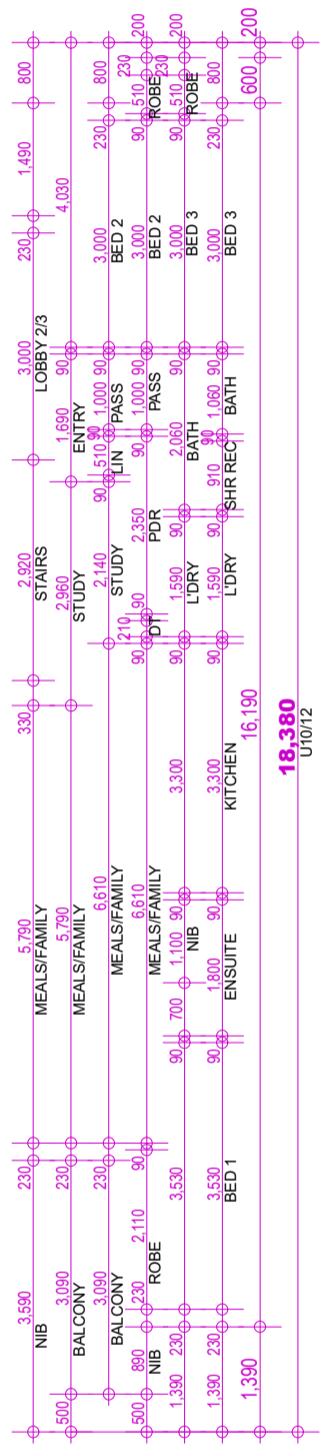 3,590 230 5,790 330 2,920 3,000 230 1,490 800
NIB MEALS/FAMILY STAIRS LOBBY 2/3
500 3,090 230 5,790 2,960 1,690 90 4,030
BALCONY MEALS/FAMILY STUDY ENTRY
3,090 230 6,610 2,140 90 510 90 1,000 90 3,000 230 800
BALCONY MEALS/FAMILY STUDY LIN PASS BED 2
500 890 230 2,110 90 6,610 90 210 90 2,350 90 1,000 90 3,000 90 510 230 200
NIB ROBE MEALS/FAMILY DT PDR PASS BED 2 ROBE
1,390 230 3,530 90 700 1,100 90 3,300 90 1,590 90 2,060 90 3,000 90 510 230 200
NIB L'DRY BATH BED 3 ROBE
1,390 230 3,530 90 1,800 90 3,300 90 1,590 90 910 90 1,060 90 3,000 230 800
BED 1 ENSUITE KITCHEN L'DRY SHR REC BATH BED 3
1,390 16,190 600 200
18,380
U10/12